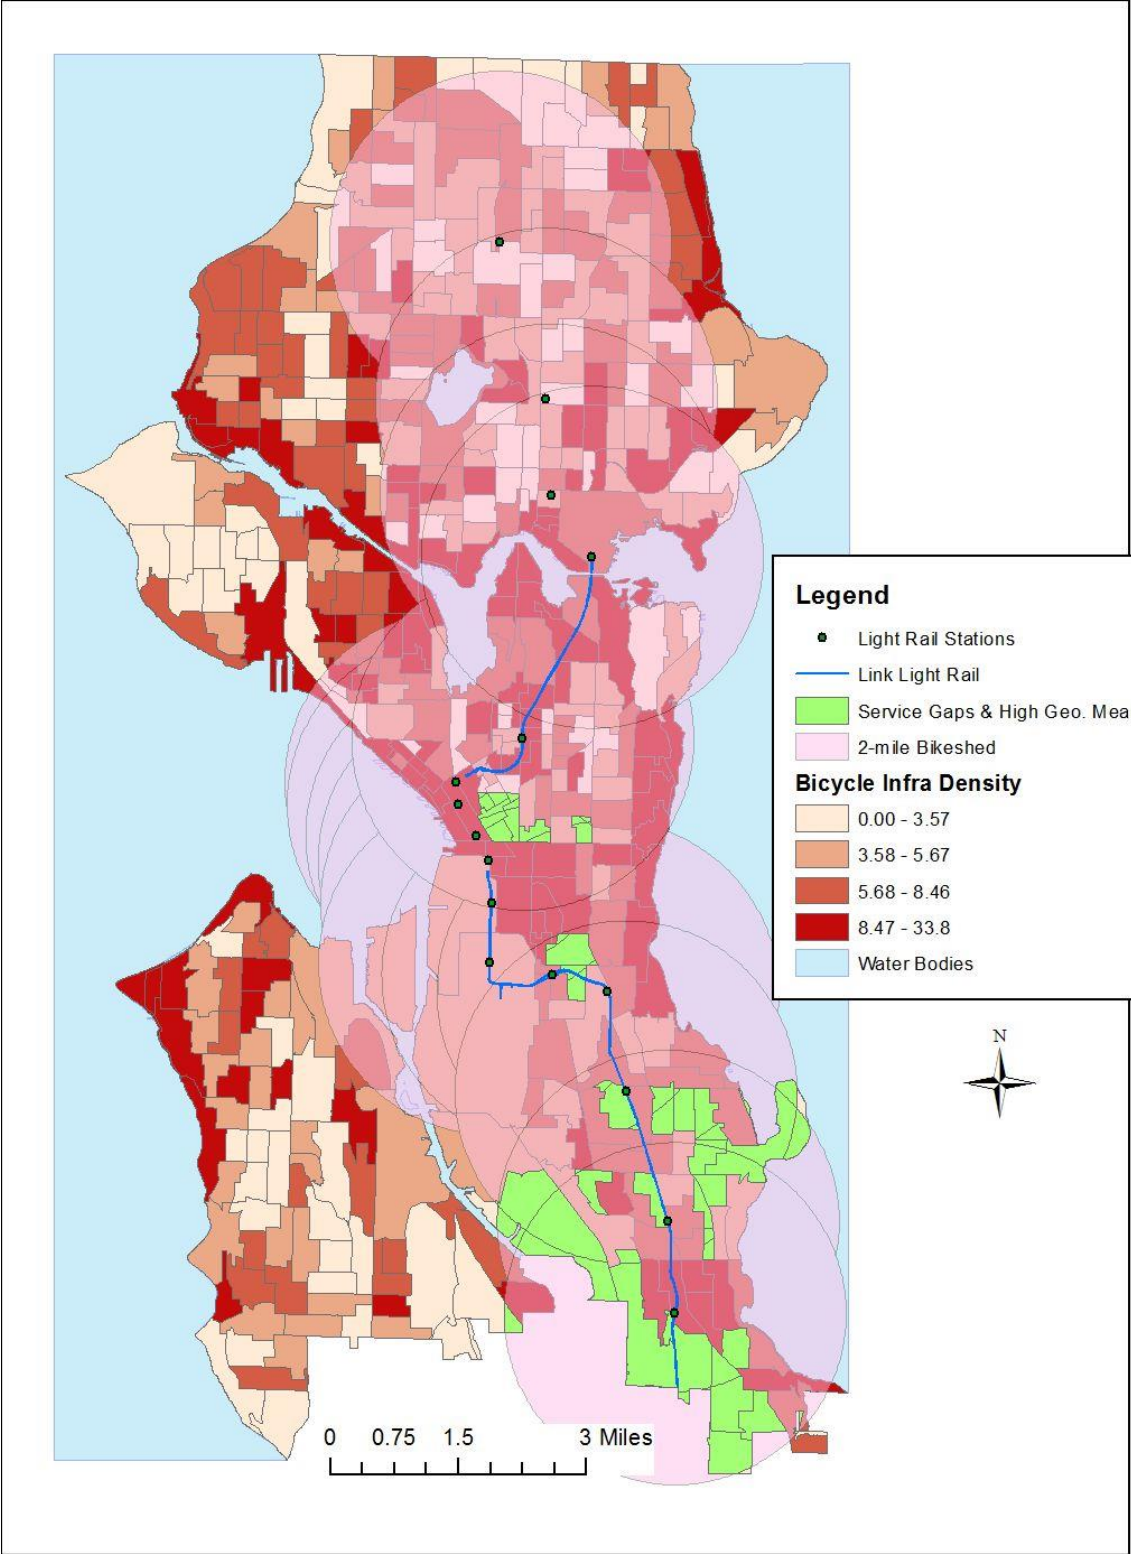 Legend
Light Rail Stations
Link Light Rail
Service Gaps & High Geo. Mea
2-mile Bikeshed
Bicycle Infra Density
0.00 - 3.57
3.58 - 5.67
5.68 - 8.46
8.47 - 33.8
Water Bodies
N
0 0.75 1.5 3 Miles